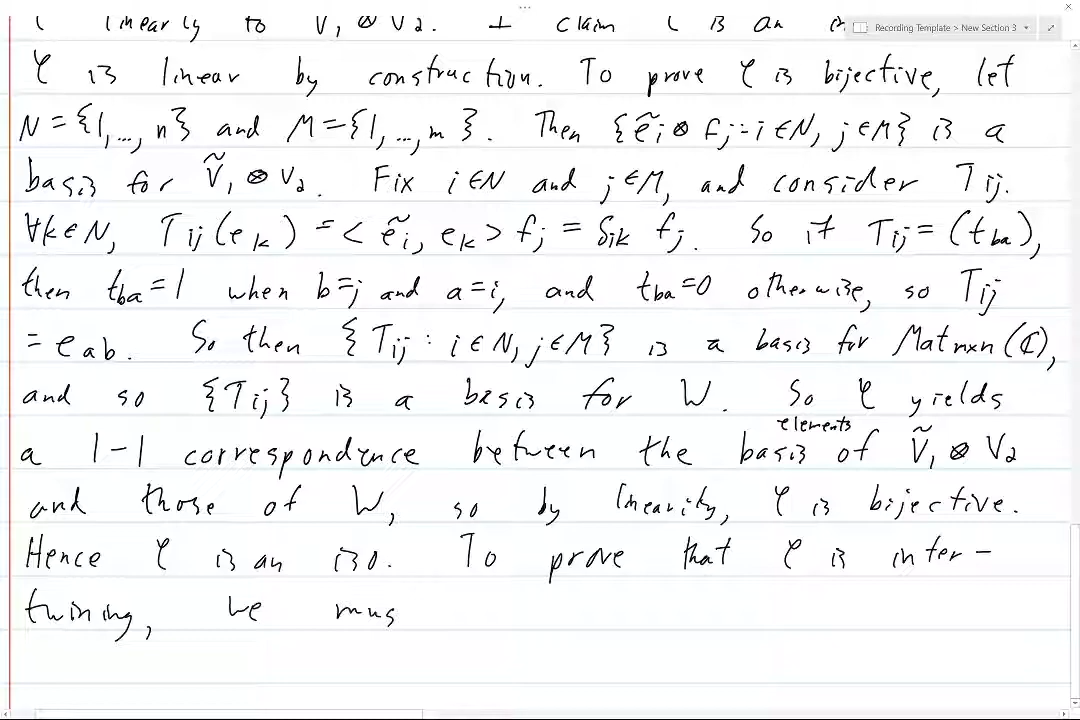 Recording Template > New Section 3
linearly to V₁ ⊗ V₂. I claim φ is an
φ is linear by construction. To prove φ is bijective, let
N = {1, ..., n} and M = {1, ..., m}. Then {ẽᵢ ⊗ fⱼ : i ∈ N, j ∈ M} is a
basis for Ṽ₁ ⊗ V₂. Fix i ∈ N and j ∈ M, and consider Tᵢⱼ.
∀k ∈ N, Tᵢⱼ(eₖ) = <ẽᵢ, eₖ> fⱼ = δᵢₖ fⱼ. So if Tᵢⱼ = (t_ba),
then t_ba = 1 when b = j and a = i, and t_ba = 0 otherwise, so Tᵢⱼ
= e_ab. So then {Tᵢⱼ : i ∈ N, j ∈ M} is a basis for Mat_mxn(ℂ),
and so {Tᵢⱼ} is a basis for W. So φ yields
a 1-1 correspondence between the basis elements of Ṽ₁ ⊗ V₂
and those of W, so by linearity, φ is bijective.
Hence φ is an iso. To prove that φ is inter-
twining, we mus